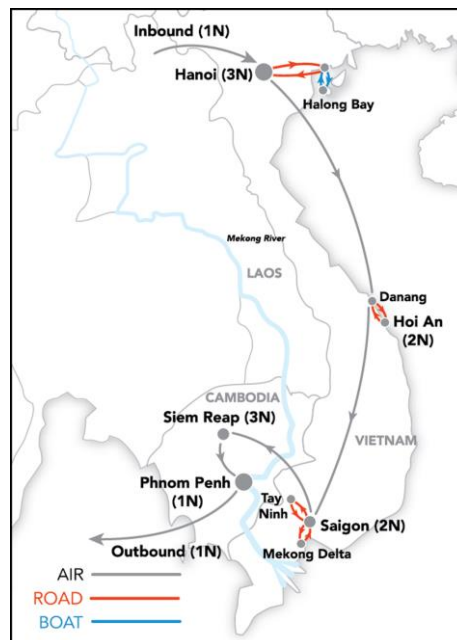 Inbound (1N)
Hanoi (3N)
Halong Bay
Mekong River
LAOS
Danang
Hoi An
(2N)
CAMBODIA
Siem Reap (3N)
VIETNAM
Phnom Penh
(1N)
Tay
Ninh
Saigon (2N)
Mekong Delta
Outbound (1N)
AIR
ROAD
BOAT